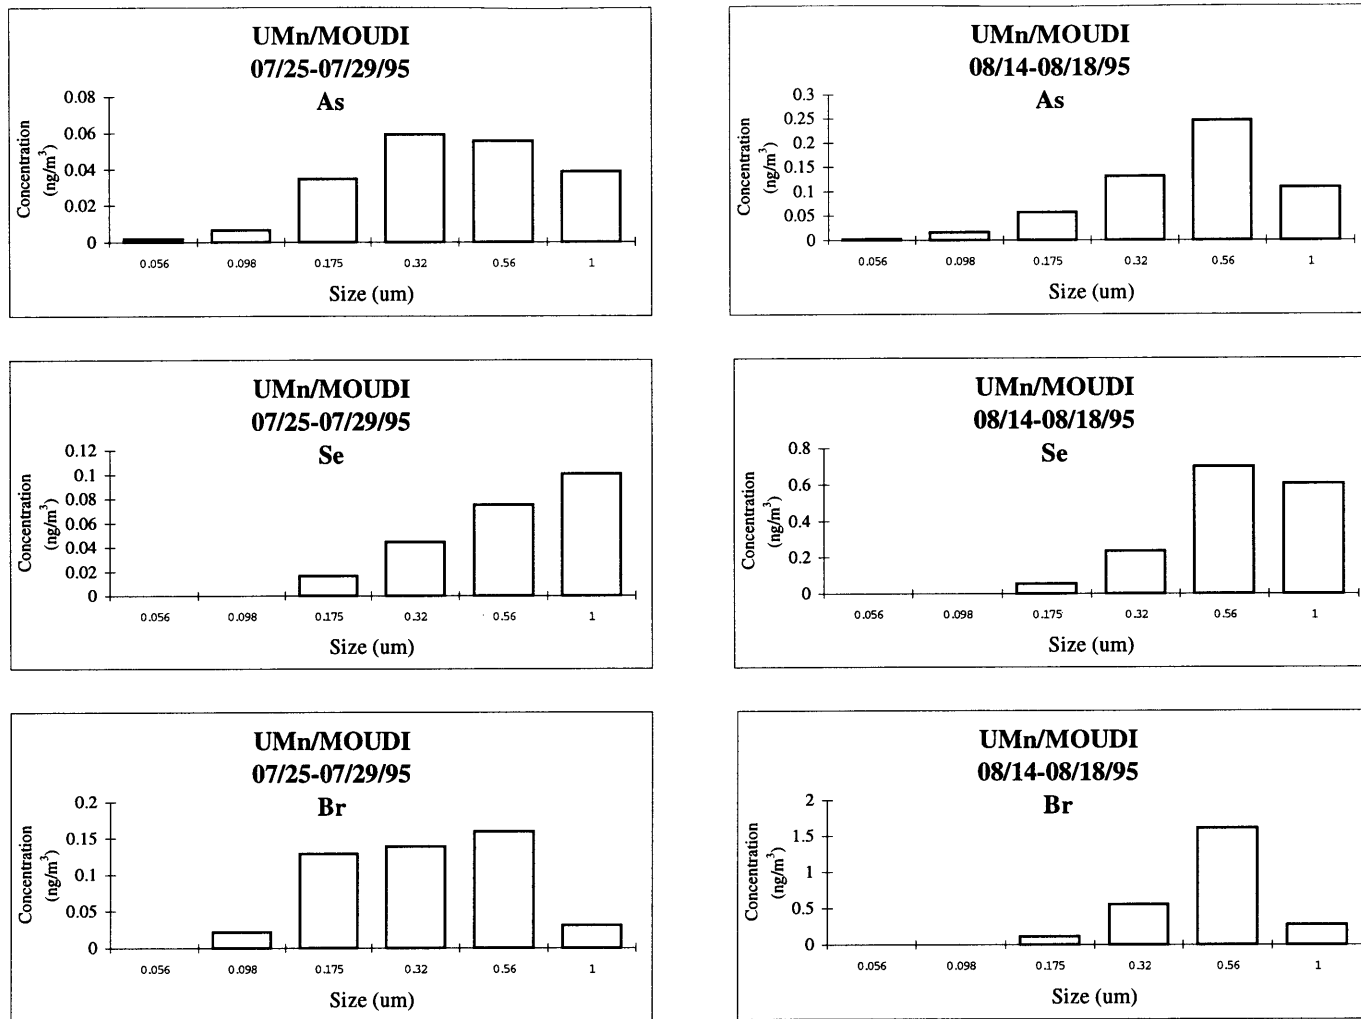 UMn/MOUDI
07/25-07/29/95
As
Concentration
(ng/m³)
0.08
0.06
0.04
0.02
0
0.056 0.098 0.175 0.32 0.56 1
Size (um)
UMn/MOUDI
08/14-08/18/95
As
Concentration
(ng/m³)
0.3
0.25
0.2
0.15
0.1
0.05
0
0.056 0.098 0.175 0.32 0.56 1
Size (um)
UMn/MOUDI
07/25-07/29/95
Se
Concentration
(ng/m³)
0.12
0.1
0.08
0.06
0.04
0.02
0
0.056 0.098 0.175 0.32 0.56 1
Size (um)
UMn/MOUDI
08/14-08/18/95
Se
Concentration
(ng/m³)
0.8
0.6
0.4
0.2
0
0.056 0.098 0.175 0.32 0.56 1
Size (um)
UMn/MOUDI
07/25-07/29/95
Br
Concentration
(ng/m³)
0.2
0.15
0.1
0.05
0
0.056 0.098 0.175 0.32 0.56 1
Size (um)
UMn/MOUDI
08/14-08/18/95
Br
Concentration
(ng/m³)
2
1.5
1
0.5
0
0.056 0.098 0.175 0.32 0.56 1
Size (um)